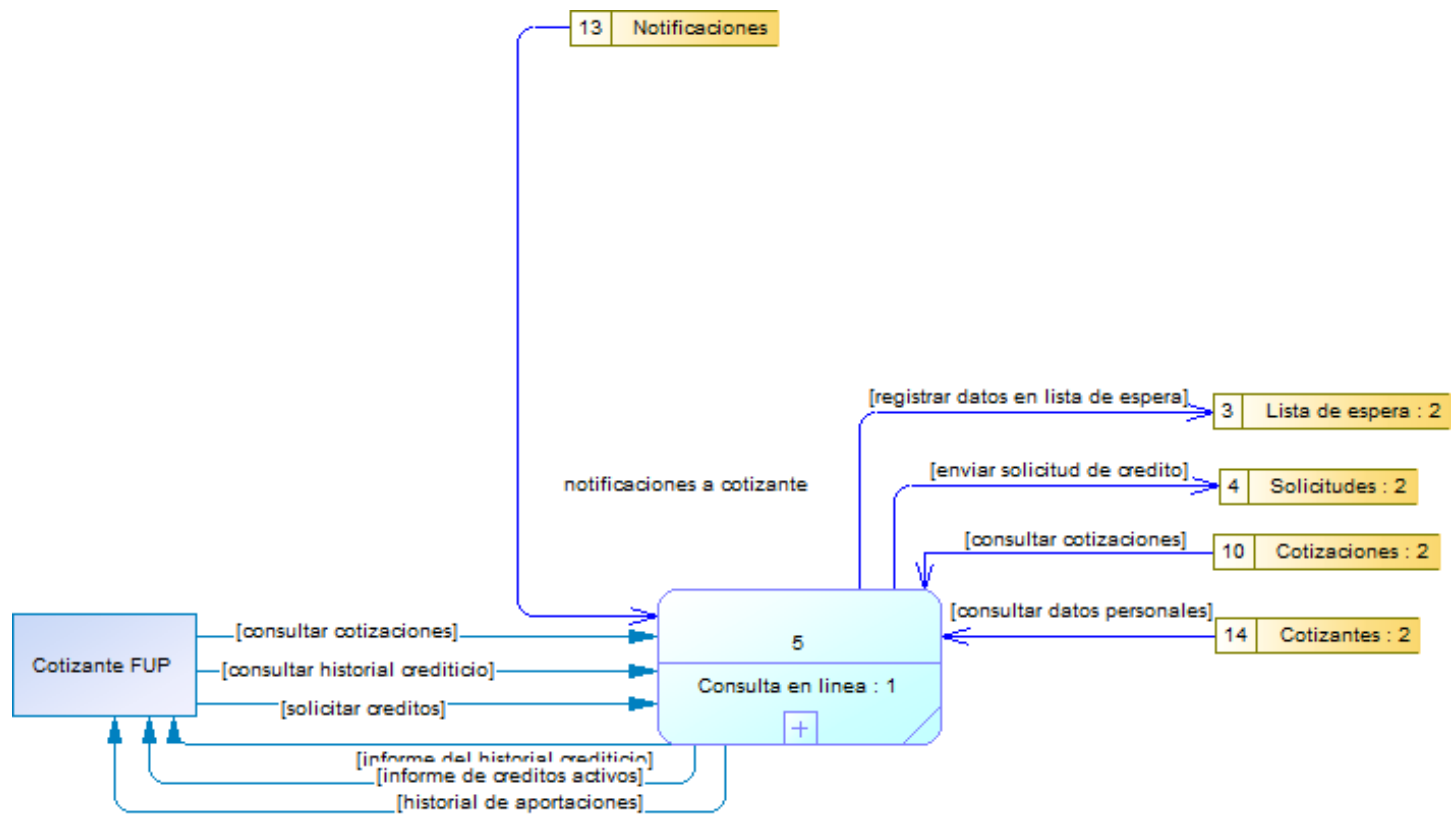 13 Notificaciones
[registrar datos en lista de espera]
3 Lista de espera : 2
[enviar solicitud de credito]
notificaciones a cotizante
4 Solicitudes : 2
[consultar cotizaciones]
10 Cotizaciones : 2
[consultar datos personales]
14 Cotizantes : 2
[consultar cotizaciones]
5
Cotizante FUP
[consultar historial crediticio]
Consulta en linea : 1
[solicitar creditos]
[informe del historial crediticio]
[informe de creditos activos]
[historial de aportaciones]